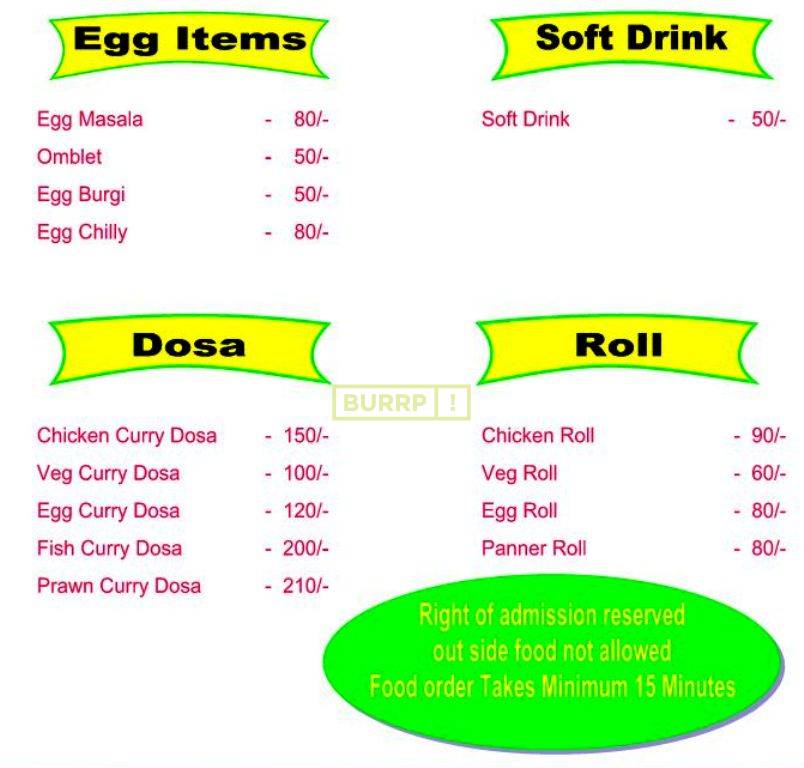 Egg Items
Egg Masala - 80/-
Omblet - 50/-
Egg Burgi - 50/-
Egg Chilly - 80/-
Soft Drink
Soft Drink - 50/-
Dosa
Chicken Curry Dosa - 150/-
Veg Curry Dosa - 100/-
Egg Curry Dosa - 120/-
Fish Curry Dosa - 200/-
Prawn Curry Dosa - 210/-
Roll
Chicken Roll - 90/-
Veg Roll - 60/-
Egg Roll - 80/-
Panner Roll - 80/-
BURRP !
Right of admission reserved
out side food not allowed
Food order Takes Minimum 15 Minutes